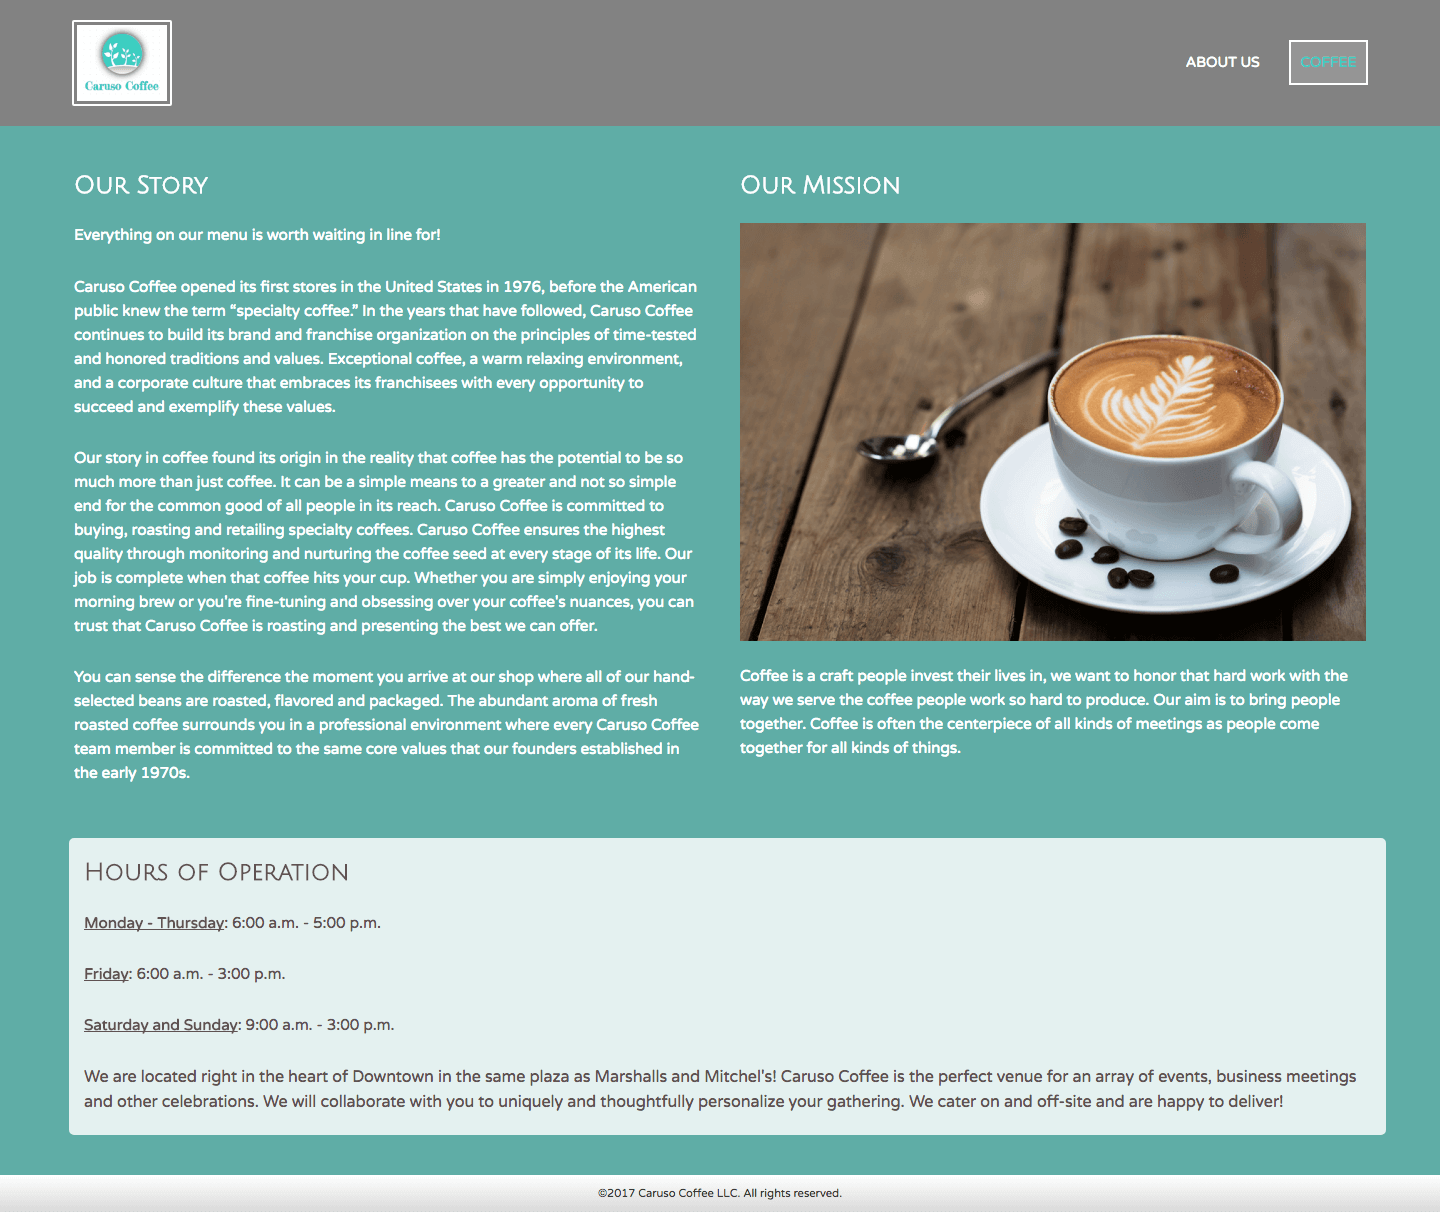 Caruso Coffee
ABOUT US
COFFEE
Our Story
Everything on our menu is worth waiting in line for!
Caruso Coffee opened its first stores in the United States in 1976, before the American
public knew the term “specialty coffee.” In the years that have followed, Caruso Coffee
continues to build its brand and franchise organization on the principles of time-tested
and honored traditions and values. Exceptional coffee, a warm relaxing environment,
and a corporate culture that embraces its franchisees with every opportunity to
succeed and exemplify these values.
Our story in coffee found its origin in the reality that coffee has the potential to be so
much more than just coffee. It can be a simple means to a greater and not so simple
end for the common good of all people in its reach. Caruso Coffee is committed to
buying, roasting and retailing specialty coffees. Caruso Coffee ensures the highest
quality through monitoring and nurturing the coffee seed at every stage of its life. Our
job is complete when that coffee hits your cup. Whether you are simply enjoying your
morning brew or you're fine-tuning and obsessing over your coffee's nuances, you can
trust that Caruso Coffee is roasting and presenting the best we can offer.
You can sense the difference the moment you arrive at our shop where all of our hand-
selected beans are roasted, flavored and packaged. The abundant aroma of fresh
roasted coffee surrounds you in a professional environment where every Caruso Coffee
team member is committed to the same core values that our founders established in
the early 1970s.
Our Mission
Coffee is a craft people invest their lives in, we want to honor that hard work with the
way we serve the coffee people work so hard to produce. Our aim is to bring people
together. Coffee is often the centerpiece of all kinds of meetings as people come
together for all kinds of things.
Hours of Operation
Monday - Thursday: 6:00 a.m. - 5:00 p.m.
Friday: 6:00 a.m. - 3:00 p.m.
Saturday and Sunday: 9:00 a.m. - 3:00 p.m.
We are located right in the heart of Downtown in the same plaza as Marshalls and Mitchel's! Caruso Coffee is the perfect venue for an array of events, business meetings
and other celebrations. We will collaborate with you to uniquely and thoughtfully personalize your gathering. We cater on and off-site and are happy to deliver!
©2017 Caruso Coffee LLC. All rights reserved.